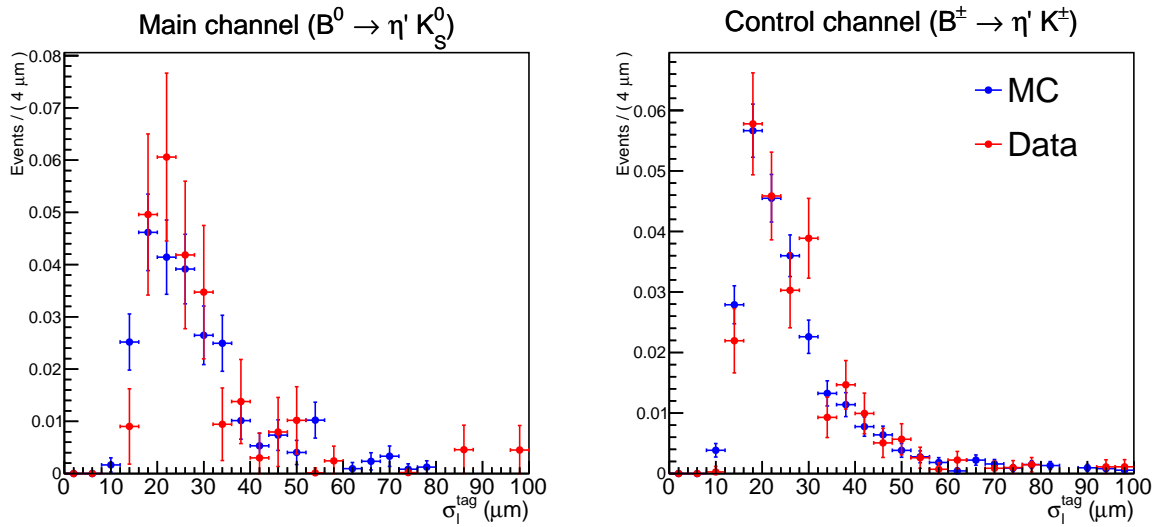 Main channel (B⁰ → η' K⁰_S)
Events / ( 4 μm )
0.08
0.07
0.06
0.05
0.04
0.03
0.02
0.01
0
0 10 20 30 40 50 60 70 80 90 100
σ_l^tag (μm)
Control channel (B^± → η' K^±)
Events / ( 4 μm )
MC
Data
0.06
0.05
0.04
0.03
0.02
0.01
0
0 10 20 30 40 50 60 70 80 90 100
σ_l^tag (μm)